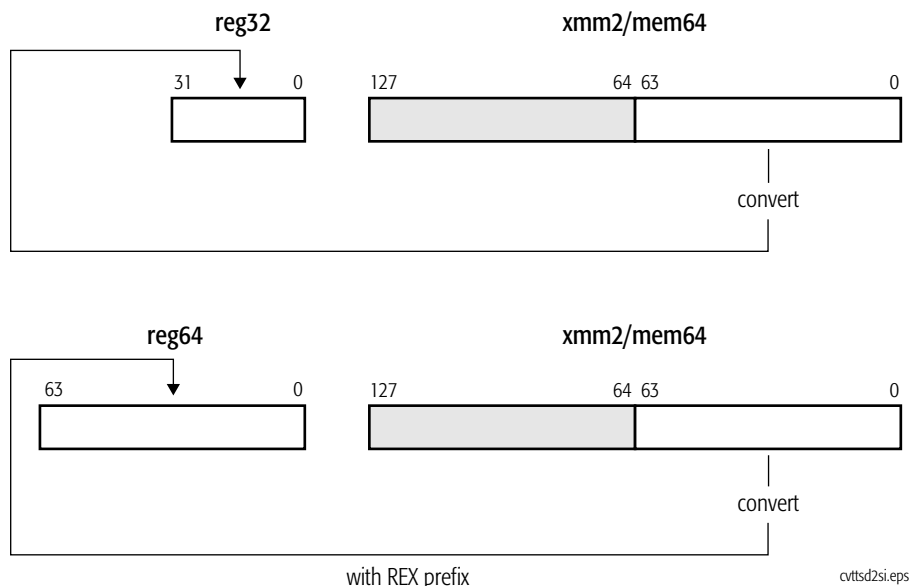 reg32 xmm2/mem64
31 0 127 64 63 0
convert
reg64 xmm2/mem64
63 0 127 64 63 0
convert
with REX prefix cvttsd2si.eps